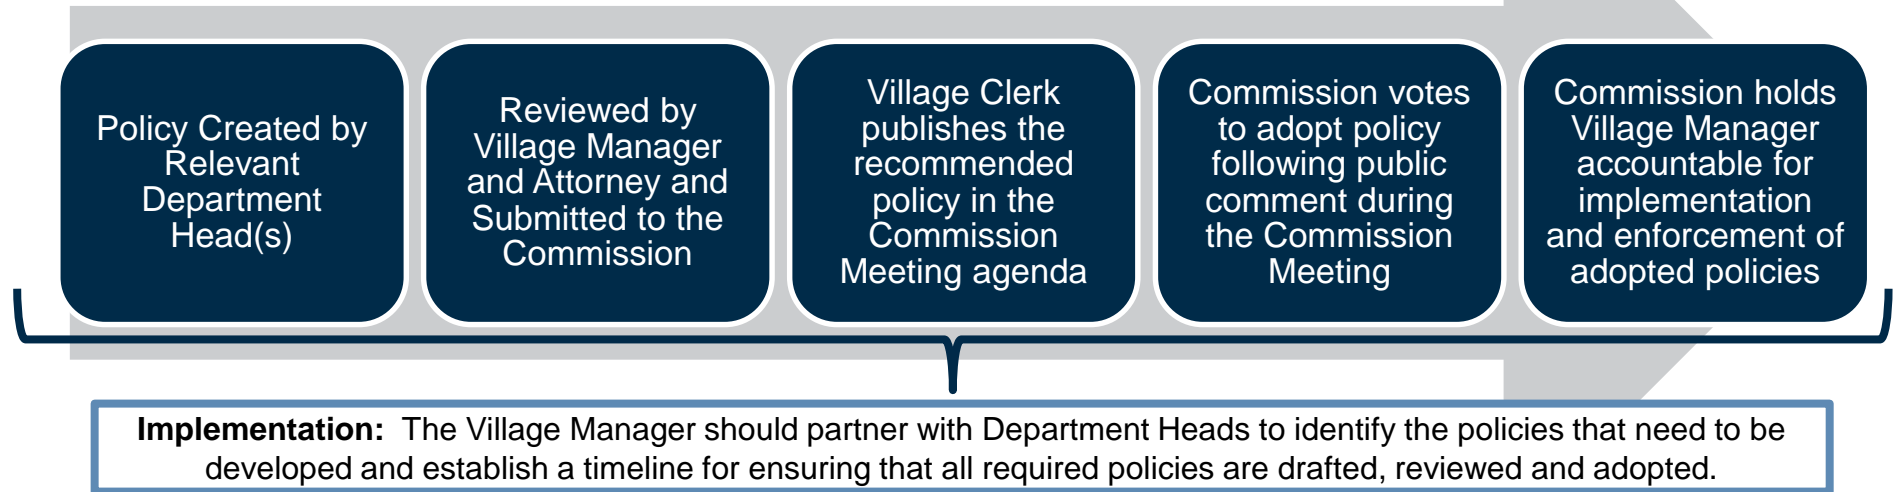 Policy Created by
Relevant
Department
Head(s)
Reviewed by
Village Manager
and Attorney and
Submitted to the
Commission
Village Clerk
publishes the
recommended
policy in the
Commission
Meeting agenda
Commission votes
to adopt policy
following public
comment during
the Commission
Meeting
Commission holds
Village Manager
accountable for
implementation
and enforcement of
adopted policies
Implementation: The Village Manager should partner with Department Heads to identify the policies that need to be
developed and establish a timeline for ensuring that all required policies are drafted, reviewed and adopted.